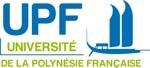 UPF
UNIVERSITÉ
DE LA POLYNÉSIE FRANÇAISE